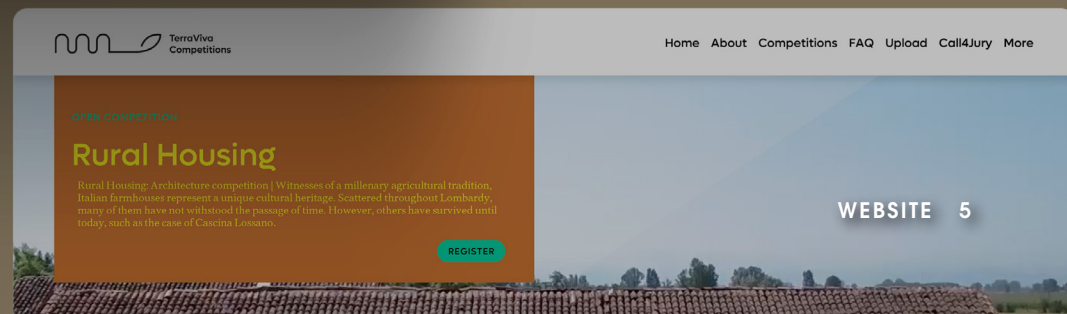 TerraViva
Competitions
Home About Competitions FAQ Upload Call4Jury More
OPEN COMPETITION
Rural Housing
Rural Housing: Architecture competition | Witnesses of a millenary agricultural tradition,
Italian farmhouses represent a unique cultural heritage. Scattered throughout Lombardy,
many of them have not withstood the passage of time. However, others have survived until
today, such as the case of Cascina Lossano.
REGISTER
WEBSITE 5